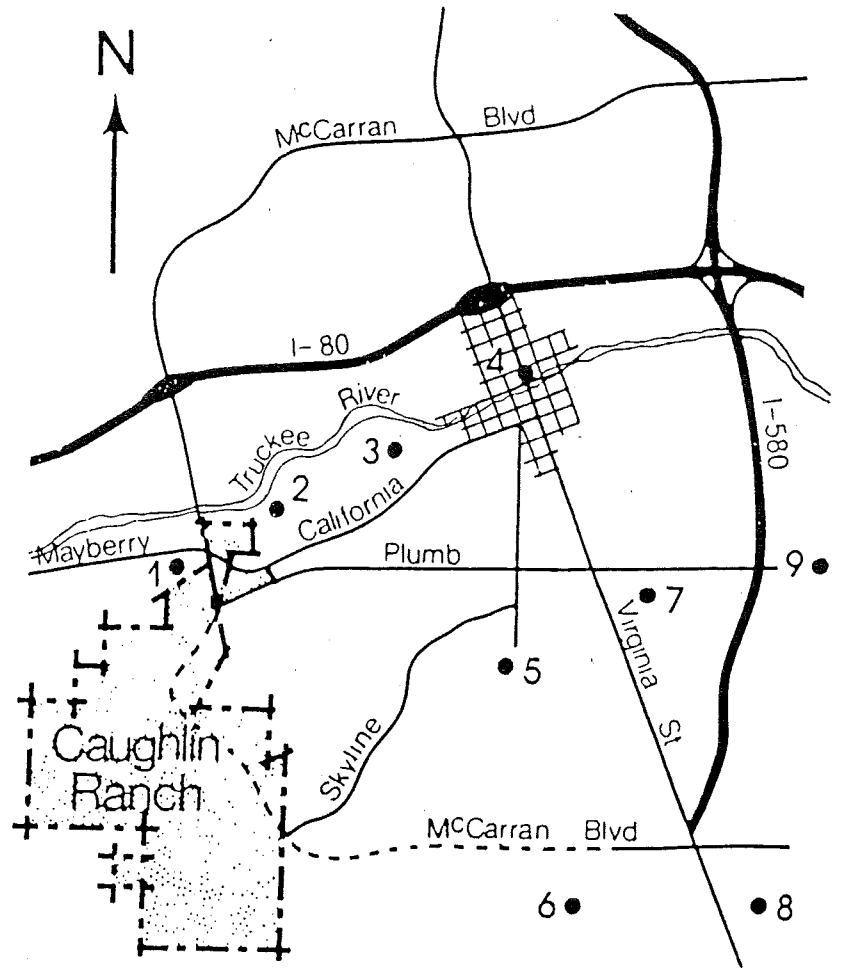 N
McCarran Blvd
I-80
4
River
Truckee
3
2
California
I-580
Mayberry
1
Plumb
9
7
Virginia St
5
Caughlin
Ranch
Skyline
McCarran Blvd
6
8